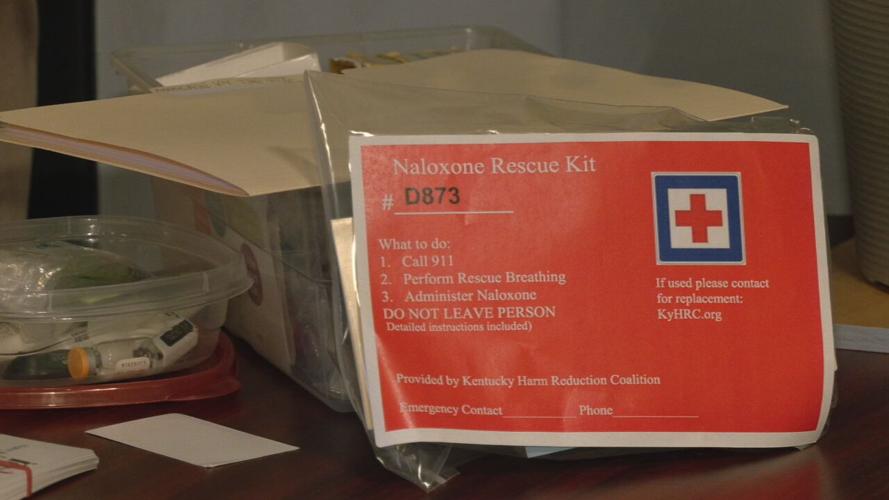 Naloxone Rescue Kit
# D873
What to do:
1. Call 911
2. Perform Rescue Breathing
3. Administer Naloxone
DO NOT LEAVE PERSON
Detailed instructions included)
If used please contact
for replacement:
KyHRC.org
Provided by Kentucky Harm Reduction Coalition
Emergency Contact__________ Phone__________